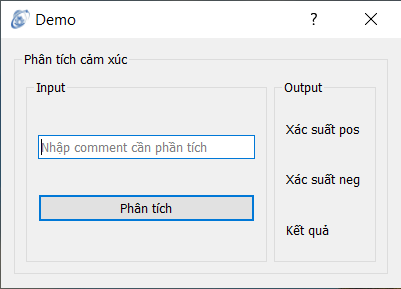 Demo
?
Phân tích cảm xúc
Input
Nhập comment cần phần tích
Phân tích
Output
Xác suất pos
Xác suất neg
Kết quả